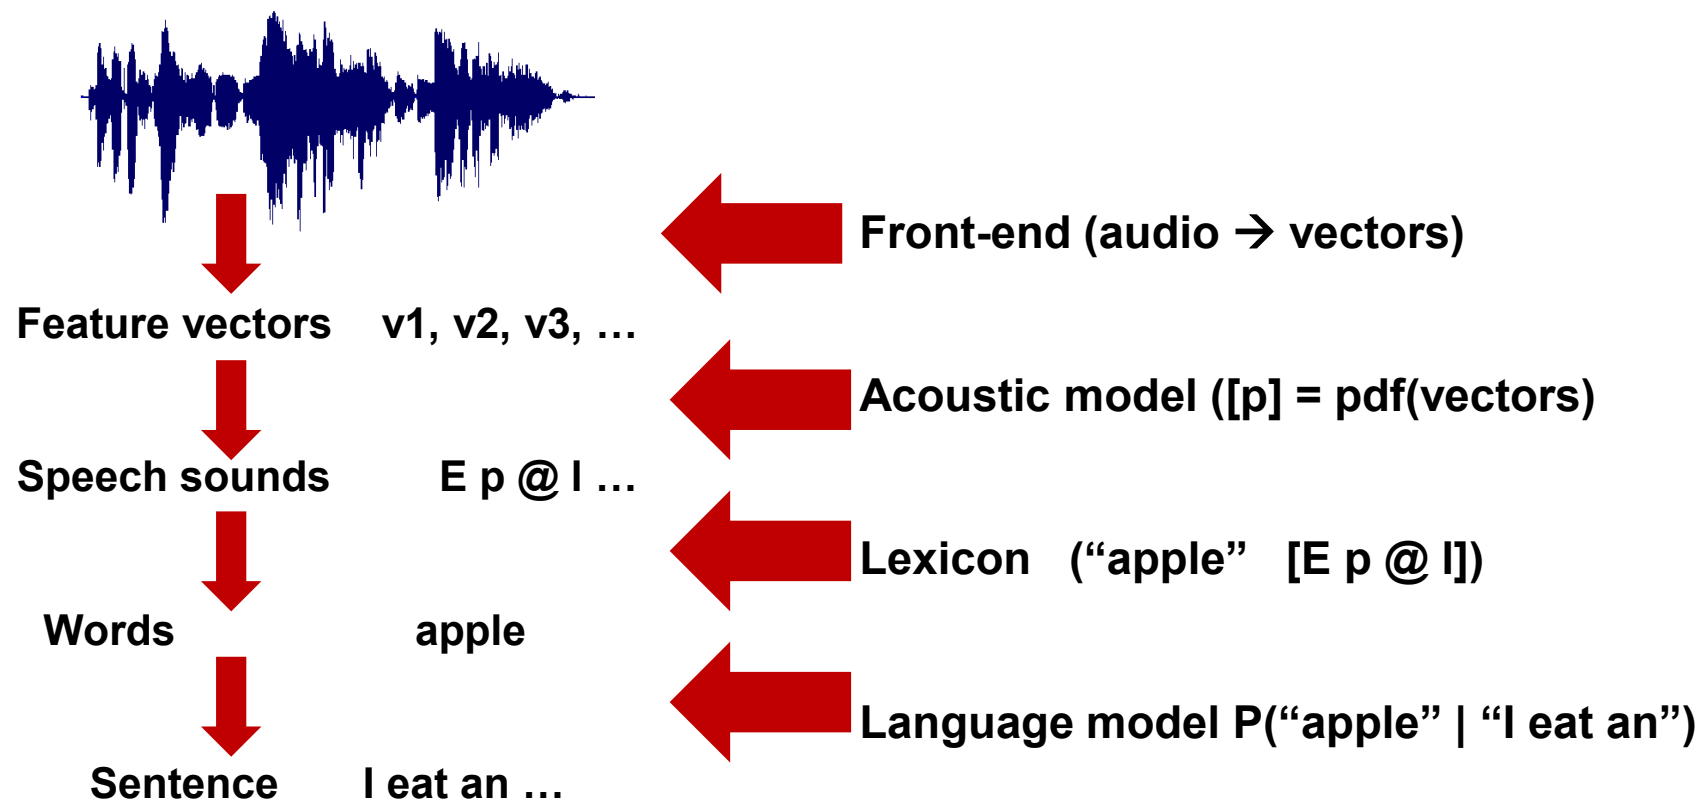 Front-end (audio → vectors)
Feature vectors v1, v2, v3, …
Acoustic model ([p] = pdf(vectors)
Speech sounds E p @ l …
Lexicon (“apple” [E p @ l])
Words apple
Language model P(“apple” | “I eat an”)
Sentence I eat an …